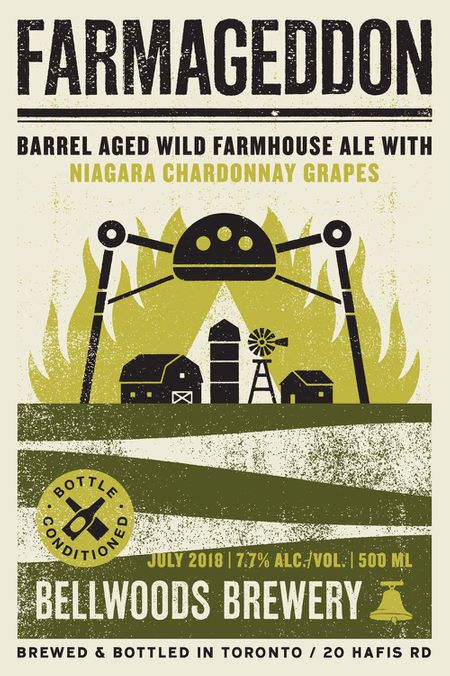 FARMAGEDDON
BARREL AGED WILD FARMHOUSE ALE WITH
NIAGARA CHARDONNAY GRAPES
· BOTTLE ·
CONDITIONED
JULY 2018 | 7.7% ALC./VOL. | 500 ML
BELLWOODS BREWERY
BREWED & BOTTLED IN TORONTO / 20 HAFIS RD